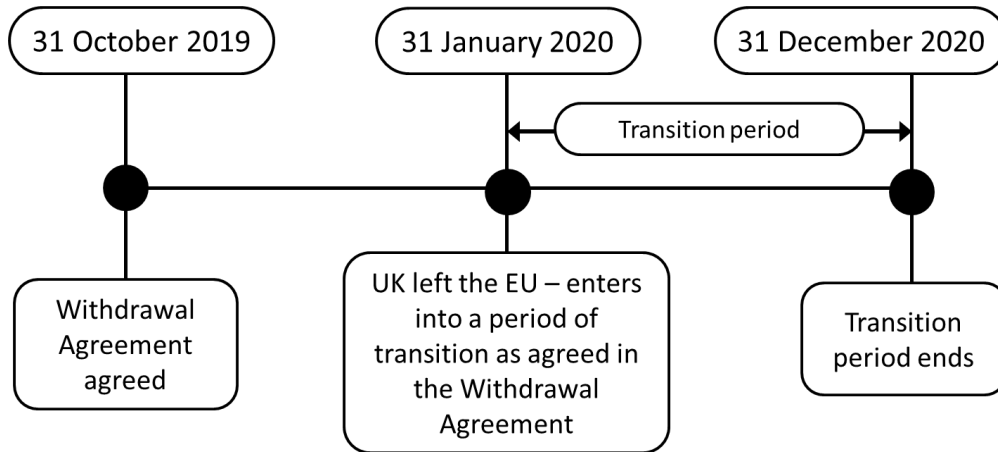 31 October 2019
31 January 2020
31 December 2020
Transition period
Withdrawal
Agreement
agreed
UK left the EU – enters
into a period of
transition as agreed in
the Withdrawal
Agreement
Transition
period ends